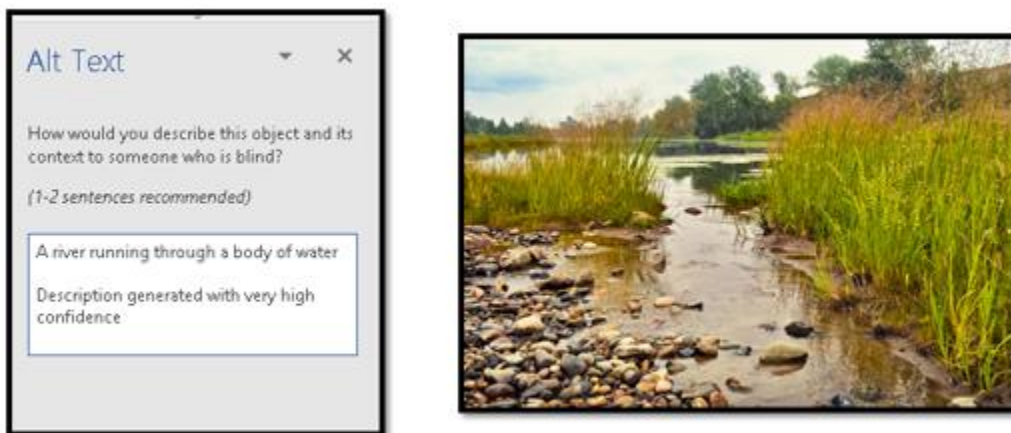 Alt Text
How would you describe this object and its
context to someone who is blind?
(1-2 sentences recommended)
A river running through a body of water
Description generated with very high
confidence